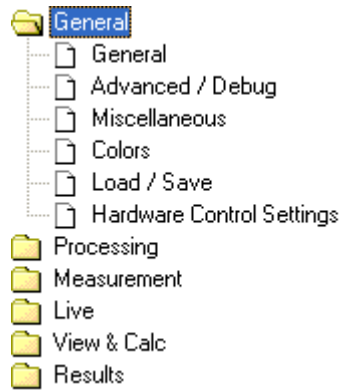 General
General
Advanced / Debug
Miscellaneous
Colors
Load / Save
Hardware Control Settings
Processing
Measurement
Live
View & Calc
Results